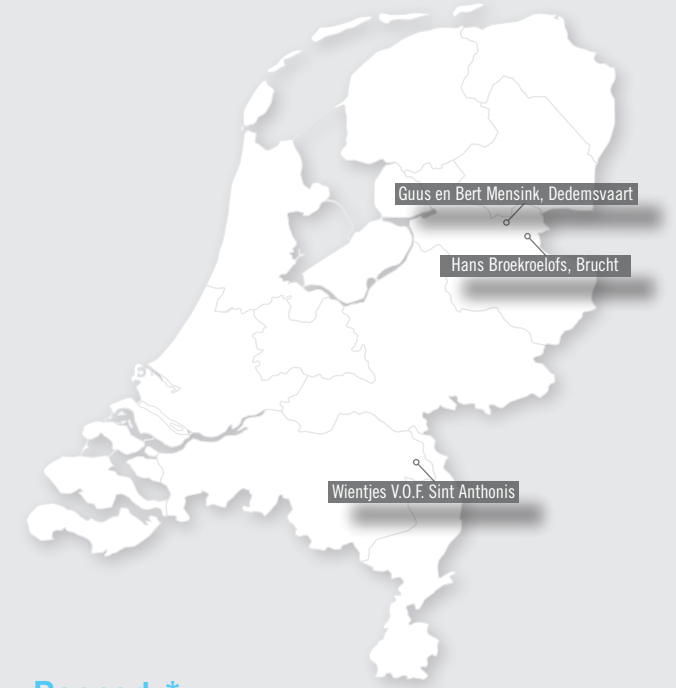 Guus en Bert Mensink, Dedemsvaart
Hans Broekroelofs, Brucht
Wientjes V.O.F. Sint Anthonis